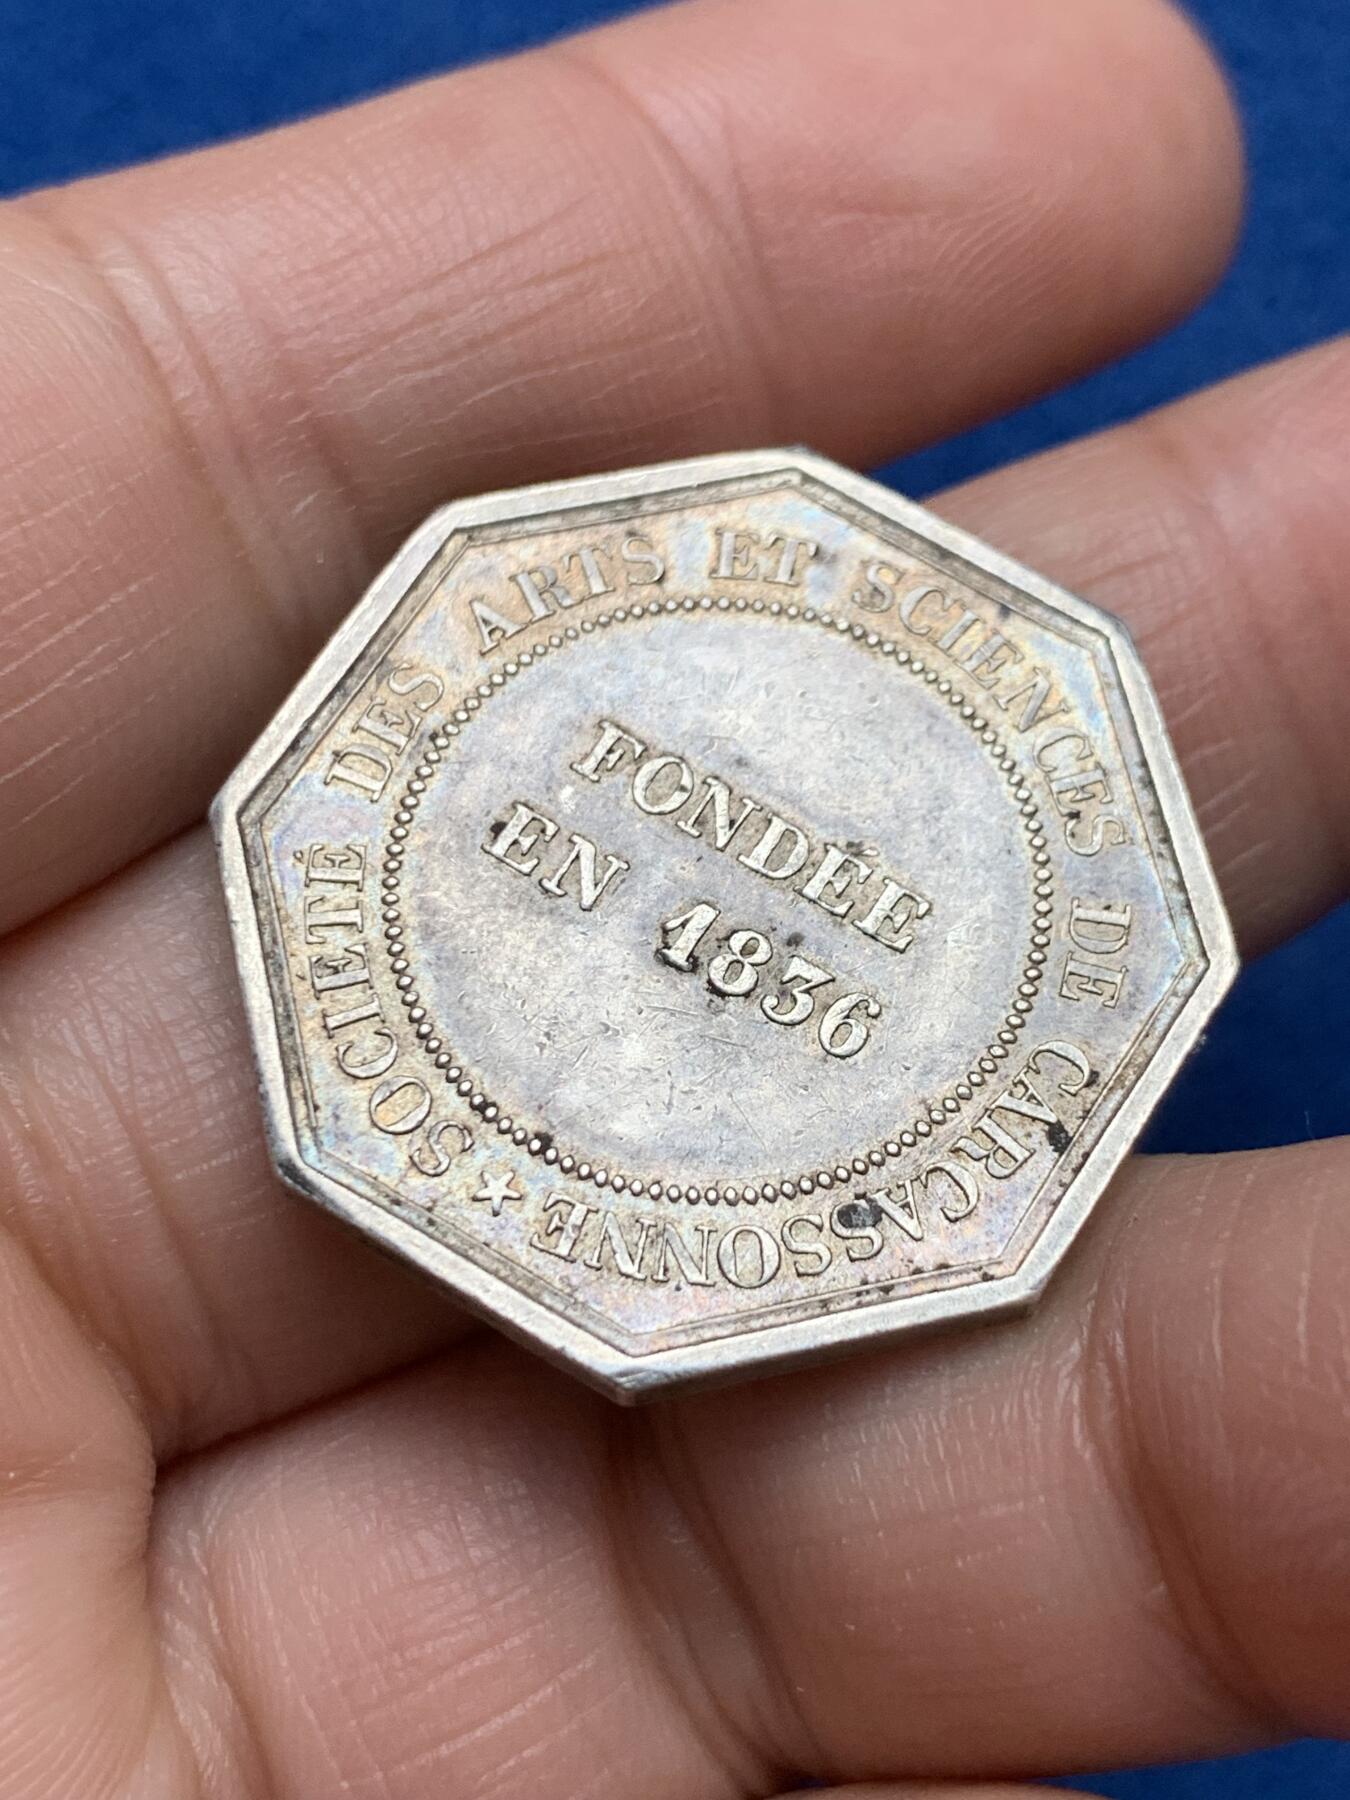 SOCIÉTÉ DES ARTS ET SCIENCES DE CARCASSONNE ★
FONDÉE
EN 1836